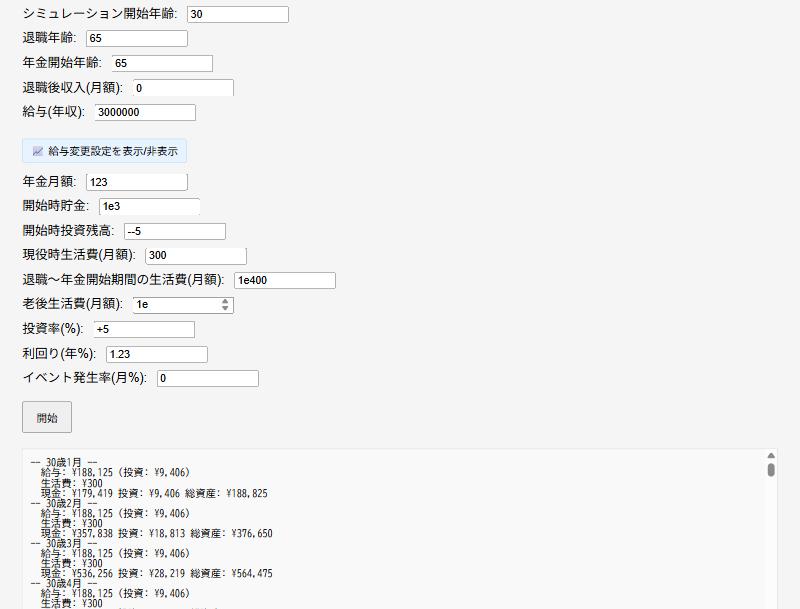 シミュレーション開始年齢: 30
退職年齢: 65
年金開始年齢: 65
退職後収入(月額): 0
給与(年収): 3000000
📈 給与変更設定を表示/非表示
年金月額: 123
開始時貯金: 1e3
開始時投資残高: --5
現役時生活費(月額): 300
退職～年金開始期間の生活費(月額): 1e400
老後生活費(月額): 1e
投資率(%): +5
利回り(年%): 1.23
イベント発生率(月%): 0
開始
-- 30歳1月 --
給与: ¥188,125 (投資: ¥9,406)
生活費: ¥300
現金: ¥179,419 投資: ¥9,406 総資産: ¥188,825
-- 30歳2月 --
給与: ¥188,125 (投資: ¥9,406)
生活費: ¥300
現金: ¥357,838 投資: ¥18,813 総資産: ¥376,650
-- 30歳3月 --
給与: ¥188,125 (投資: ¥9,406)
生活費: ¥300
現金: ¥536,256 投資: ¥28,219 総資産: ¥564,475
-- 30歳4月 --
給与: ¥188,125 (投資: ¥9,406)
生活費: ¥300